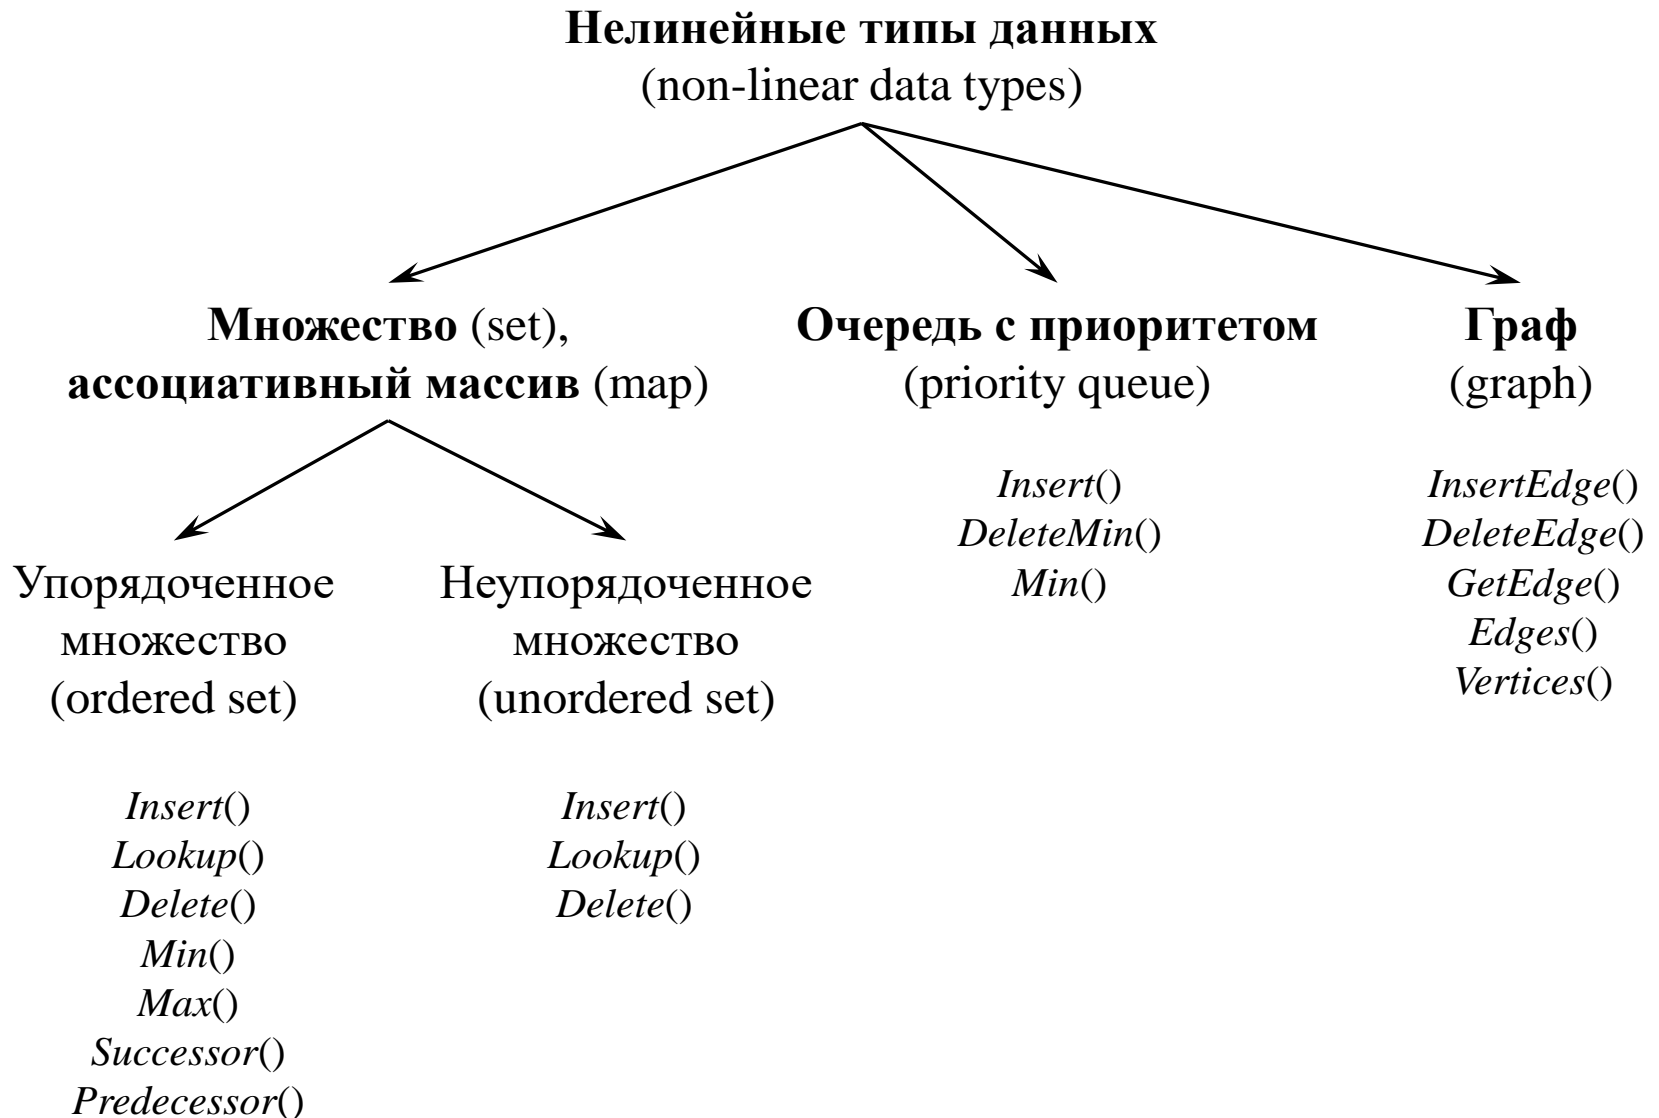 Нелинейные типы данных
(non-linear data types)
Множество (set),
ассоциативный массив (map)
Очередь с приоритетом
(priority queue)
Граф
(graph)
Insert()
DeleteMin()
Min()
InsertEdge()
DeleteEdge()
GetEdge()
Edges()
Vertices()
Упорядоченное
множество
(ordered set)
Неупорядоченное
множество
(unordered set)
Insert()
Lookup()
Delete()
Min()
Max()
Successor()
Predecessor()
Insert()
Lookup()
Delete()